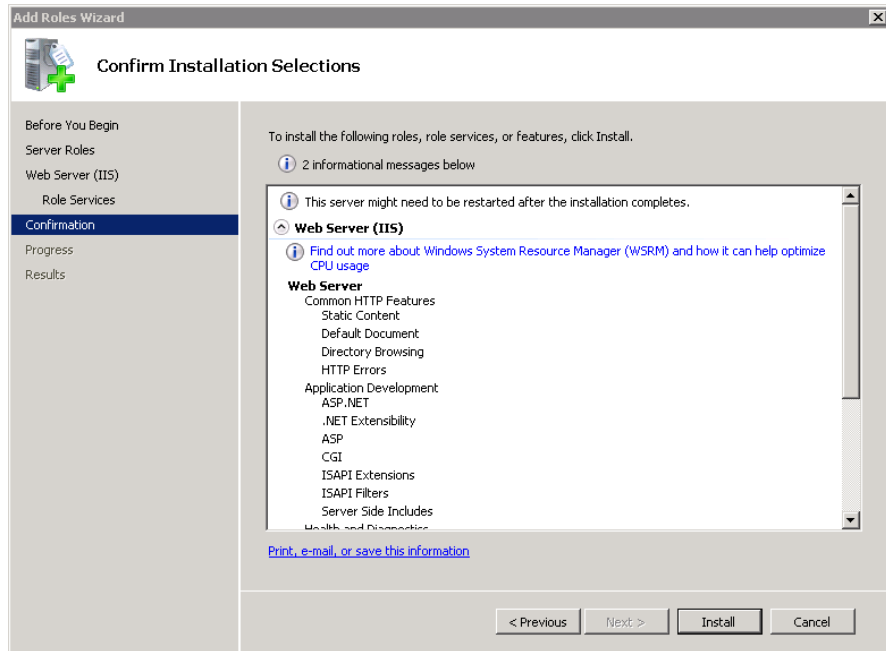 Add Roles Wizard
Confirm Installation Selections
Before You Begin
Server Roles
Web Server (IIS)
Role Services
Confirmation
Progress
Results
To install the following roles, role services, or features, click Install.
2 informational messages below
This server might need to be restarted after the installation completes.
Web Server (IIS)
Find out more about Windows System Resource Manager (WSRM) and how it can help optimize
CPU usage
Web Server
Common HTTP Features
Static Content
Default Document
Directory Browsing
HTTP Errors
Application Development
ASP.NET
.NET Extensibility
ASP
CGI
ISAPI Extensions
ISAPI Filters
Server Side Includes
Health and Diagnostics
Print, e-mail, or save this information
< Previous
Next >
Install
Cancel